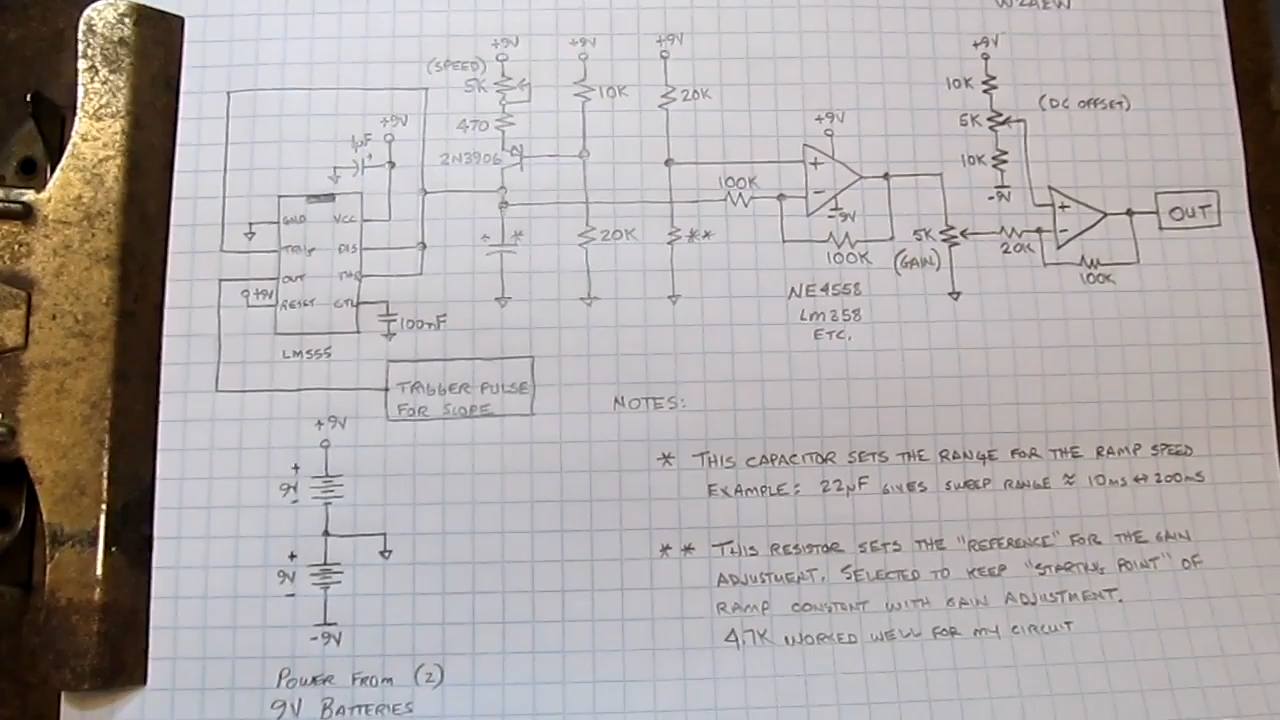 W2AEW
+9V
+9V
+9V
+9V
(SPEED)
5K
10K
20K
10K
(DC OFFSET)
470
+9V
+9V
5K
1µF
2N3906
+
10K
-9V
100K
-
-9V
GND VCC
TRIG DIS
OUT THR
RESET CTL
+9V
100nF
LM555
+ *
20K
**
100K
5K
(GAIN)
20K
+
-
100K
OUT
NE4558
LM358
ETC.
TRIGGER PULSE
FOR SCOPE
NOTES:
* THIS CAPACITOR SETS THE RANGE FOR THE RAMP SPEED
EXAMPLE: 22µF GIVES SWEEP RANGE ≈ 10ms ↔ 200ms
** THIS RESISTOR SETS THE "REFERENCE" FOR THE GAIN
ADJUSTMENT. SELECTED TO KEEP "STARTING POINT" OF
RAMP CONSTENT WITH GAIN ADJUSTMENT.
4.7K WORKED WELL FOR MY CIRCUIT
+9V
+
9V
-
+
9V
-
-9V
POWER FROM (2)
9V BATTERIES